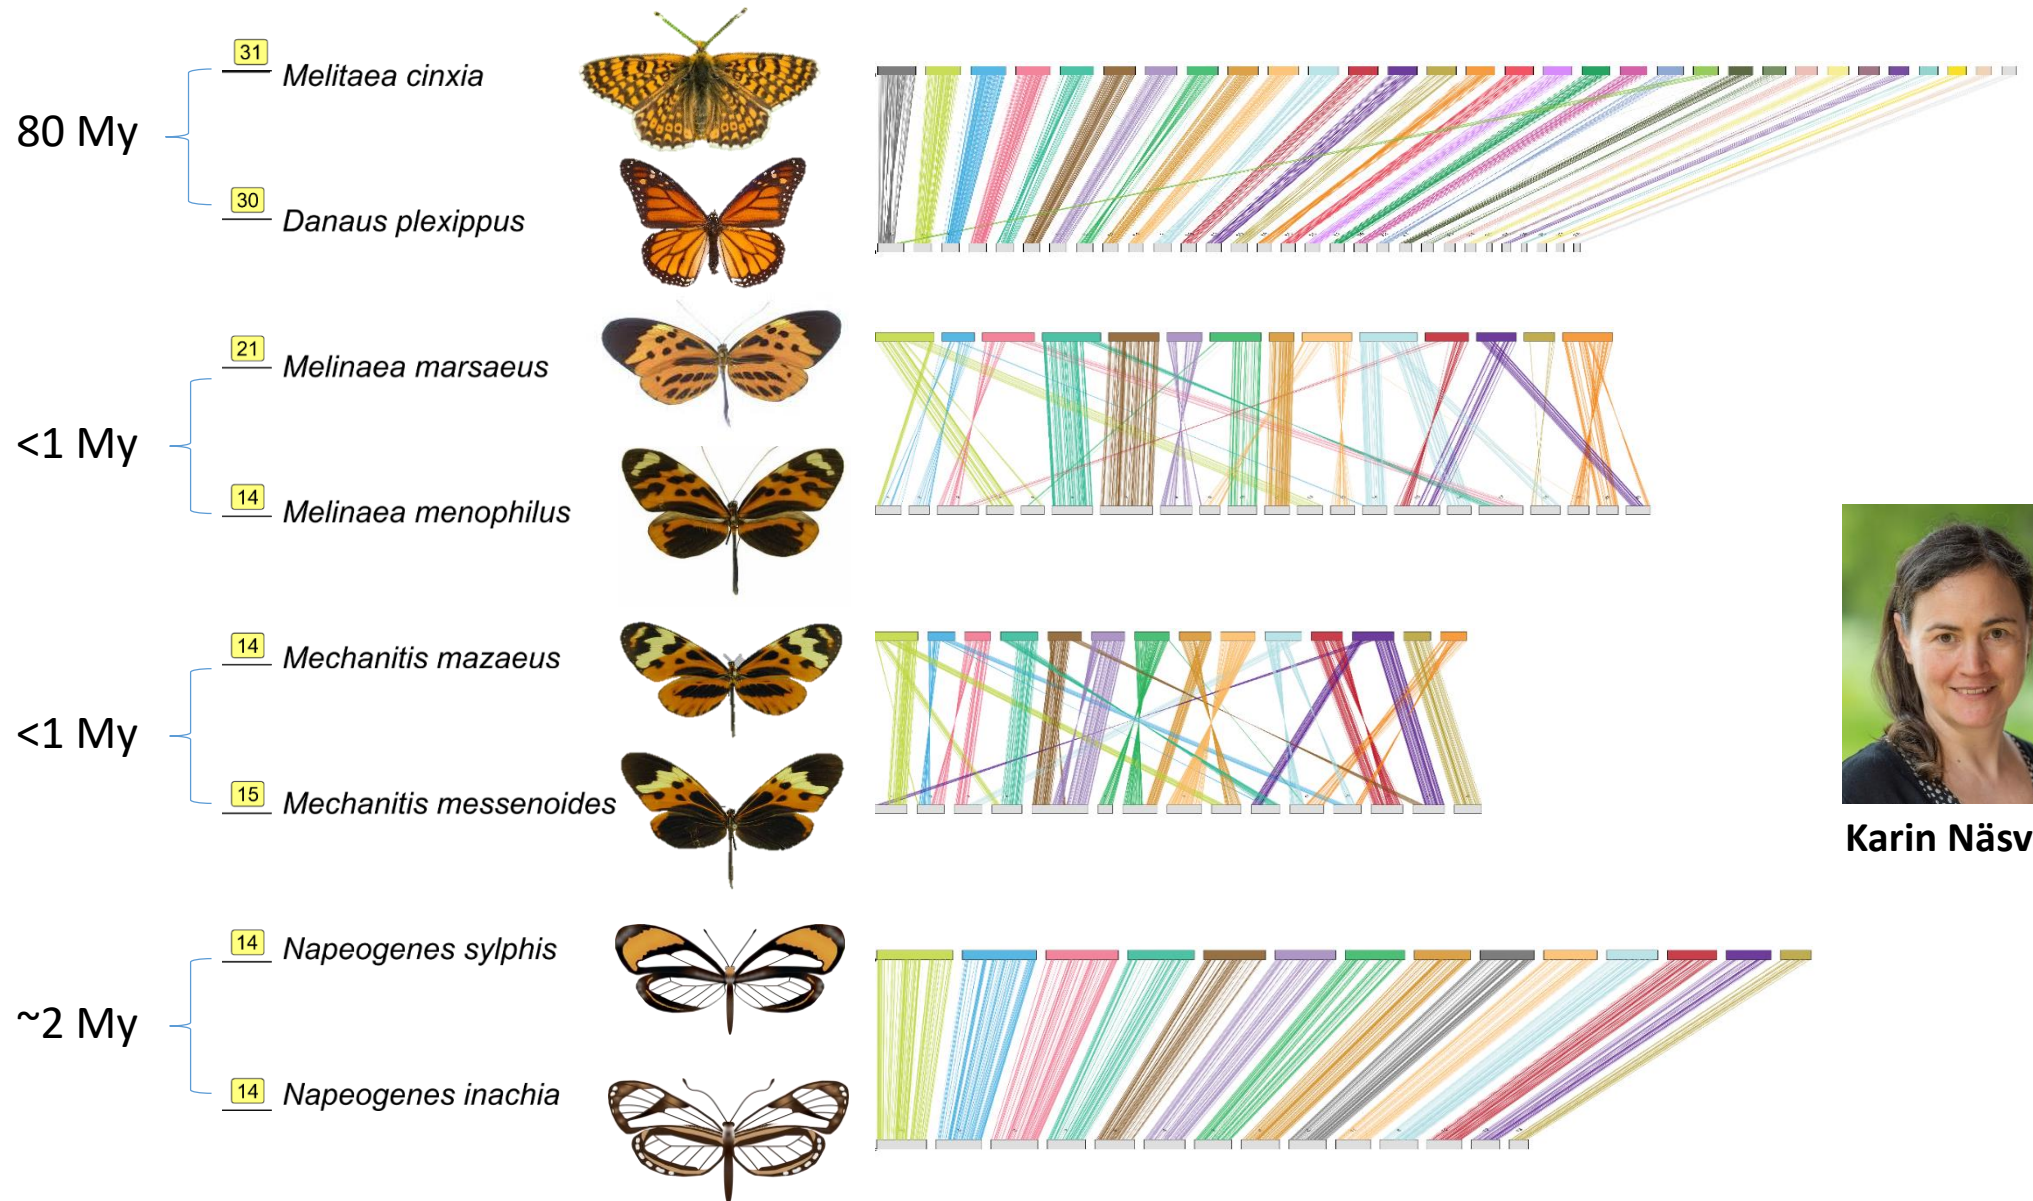 31
Melitaea cinxia
80 My
30
Danaus plexippus
21
Melinaea marsaeus
<1 My
14
Melinaea menophilus
14
Mechanitis mazaeus
<1 My
15
Mechanitis messenoides
Karin Näsv
14
Napeogenes sylphis
~2 My
14
Napeogenes inachia